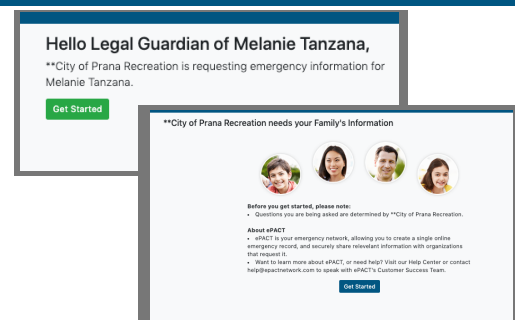 Hello Legal Guardian of Melanie Tanzana,
**City of Prana Recreation is requesting emergency information for
Melanie Tanzana.
Get Started
**City of Prana Recreation needs your Family's Information
Before you get started, please note:
• Questions you are being asked are determined by **City of Prana Recreation.
About ePACT
• ePACT is your emergency network, allowing you to create a single online
emergency record, and securely share relevelant information with organizations
that request it.
• Want to learn more about ePACT, or need help? Visit our Help Center or contact
help@epactnetwork.com to speak with ePACT's Customer Success Team.
Get Started